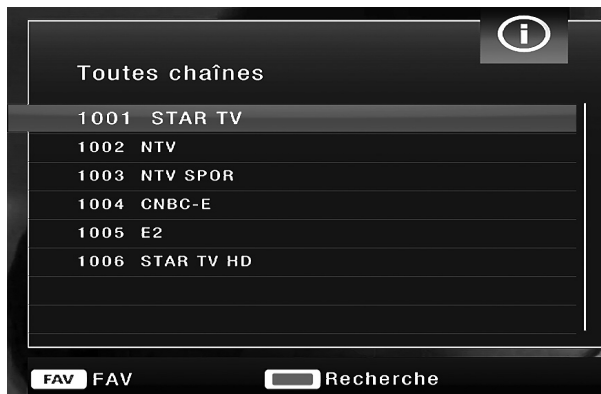 Toutes chaînes
1001 STAR TV
1002 NTV
1003 NTV SPOR
1004 CNBC-E
1005 E2
1006 STAR TV HD
FAV FAV Recherche